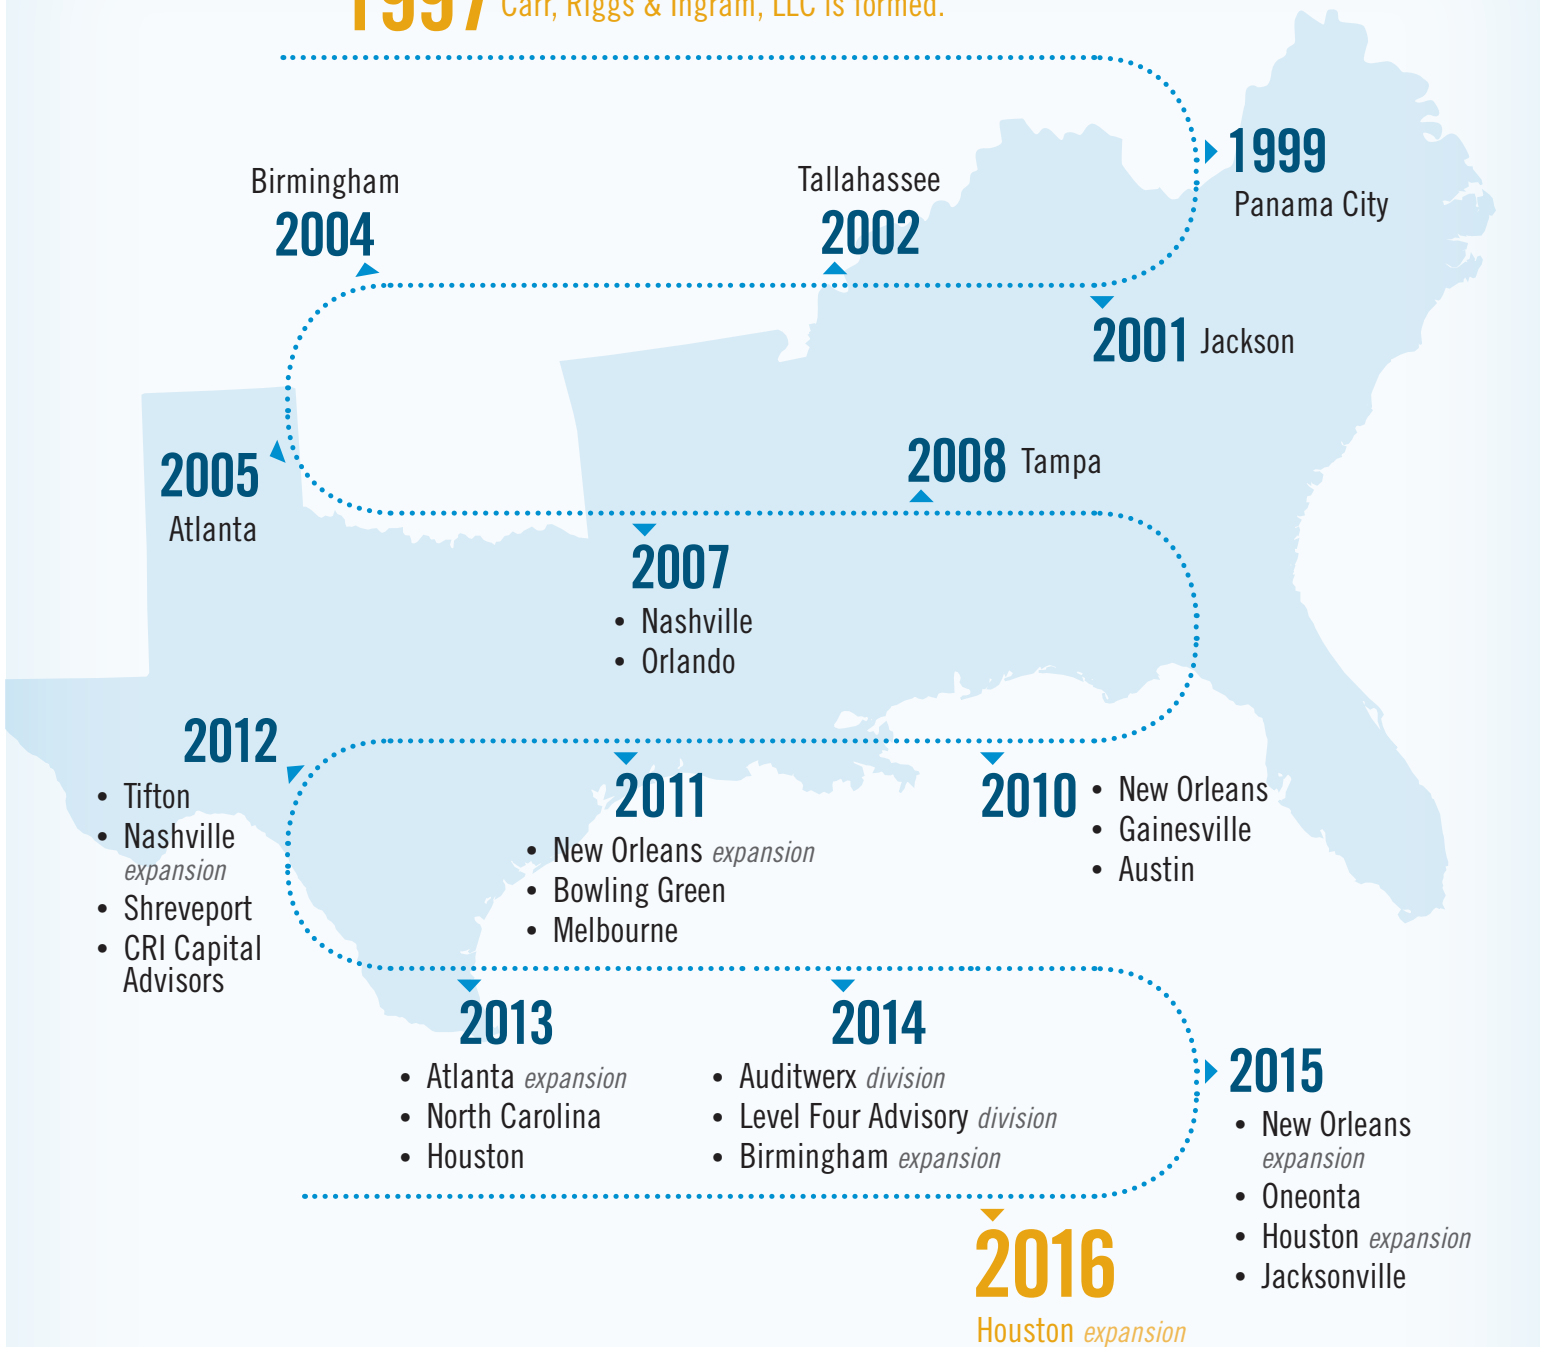 1997 Carr, Riggs & Ingram, LLC is formed.
1999
Panama City
2001 Jackson
Tallahassee
2002
Birmingham
2004
2005
Atlanta
2007
• Nashville
• Orlando
2008 Tampa
2010
• New Orleans
• Gainesville
• Austin
2011
• New Orleans expansion
• Bowling Green
• Melbourne
2012
• Tifton
• Nashville
expansion
• Shreveport
• CRI Capital
Advisors
2013
• Atlanta expansion
• North Carolina
• Houston
2014
• Auditwerx division
• Level Four Advisory division
• Birmingham expansion
2015
• New Orleans
expansion
• Oneonta
• Houston expansion
• Jacksonville
2016
Houston expansion